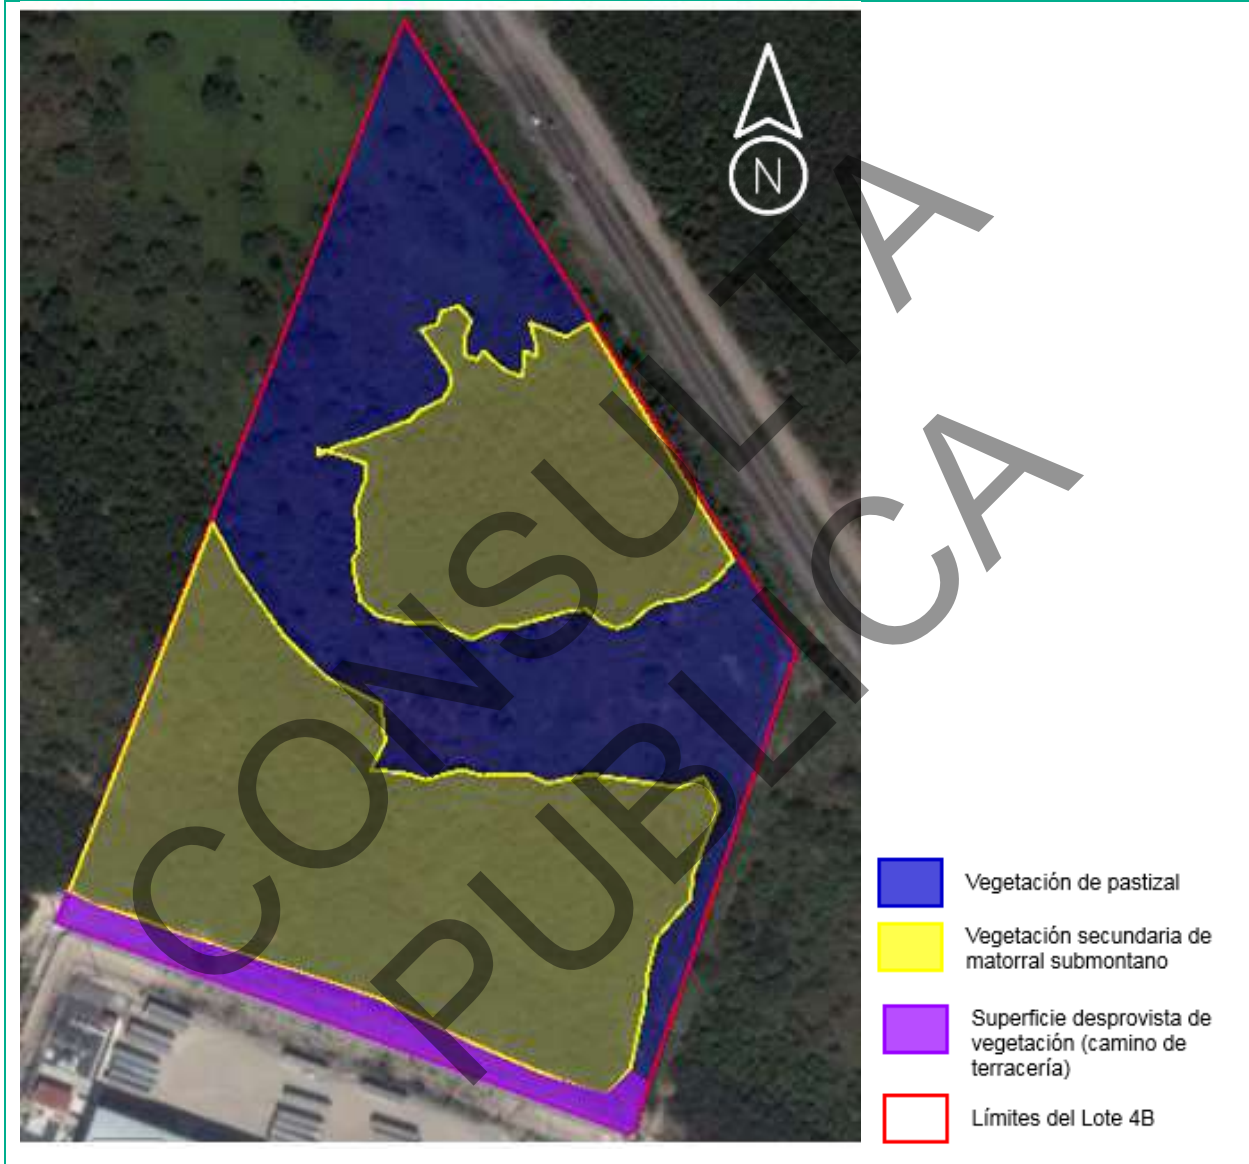 N
CONSULTA
PUBLICA
Vegetación de pastizal
Vegetación secundaria de
matorral submontano
Superficie desprovista de
vegetación (camino de
terracería)
Límites del Lote 4B